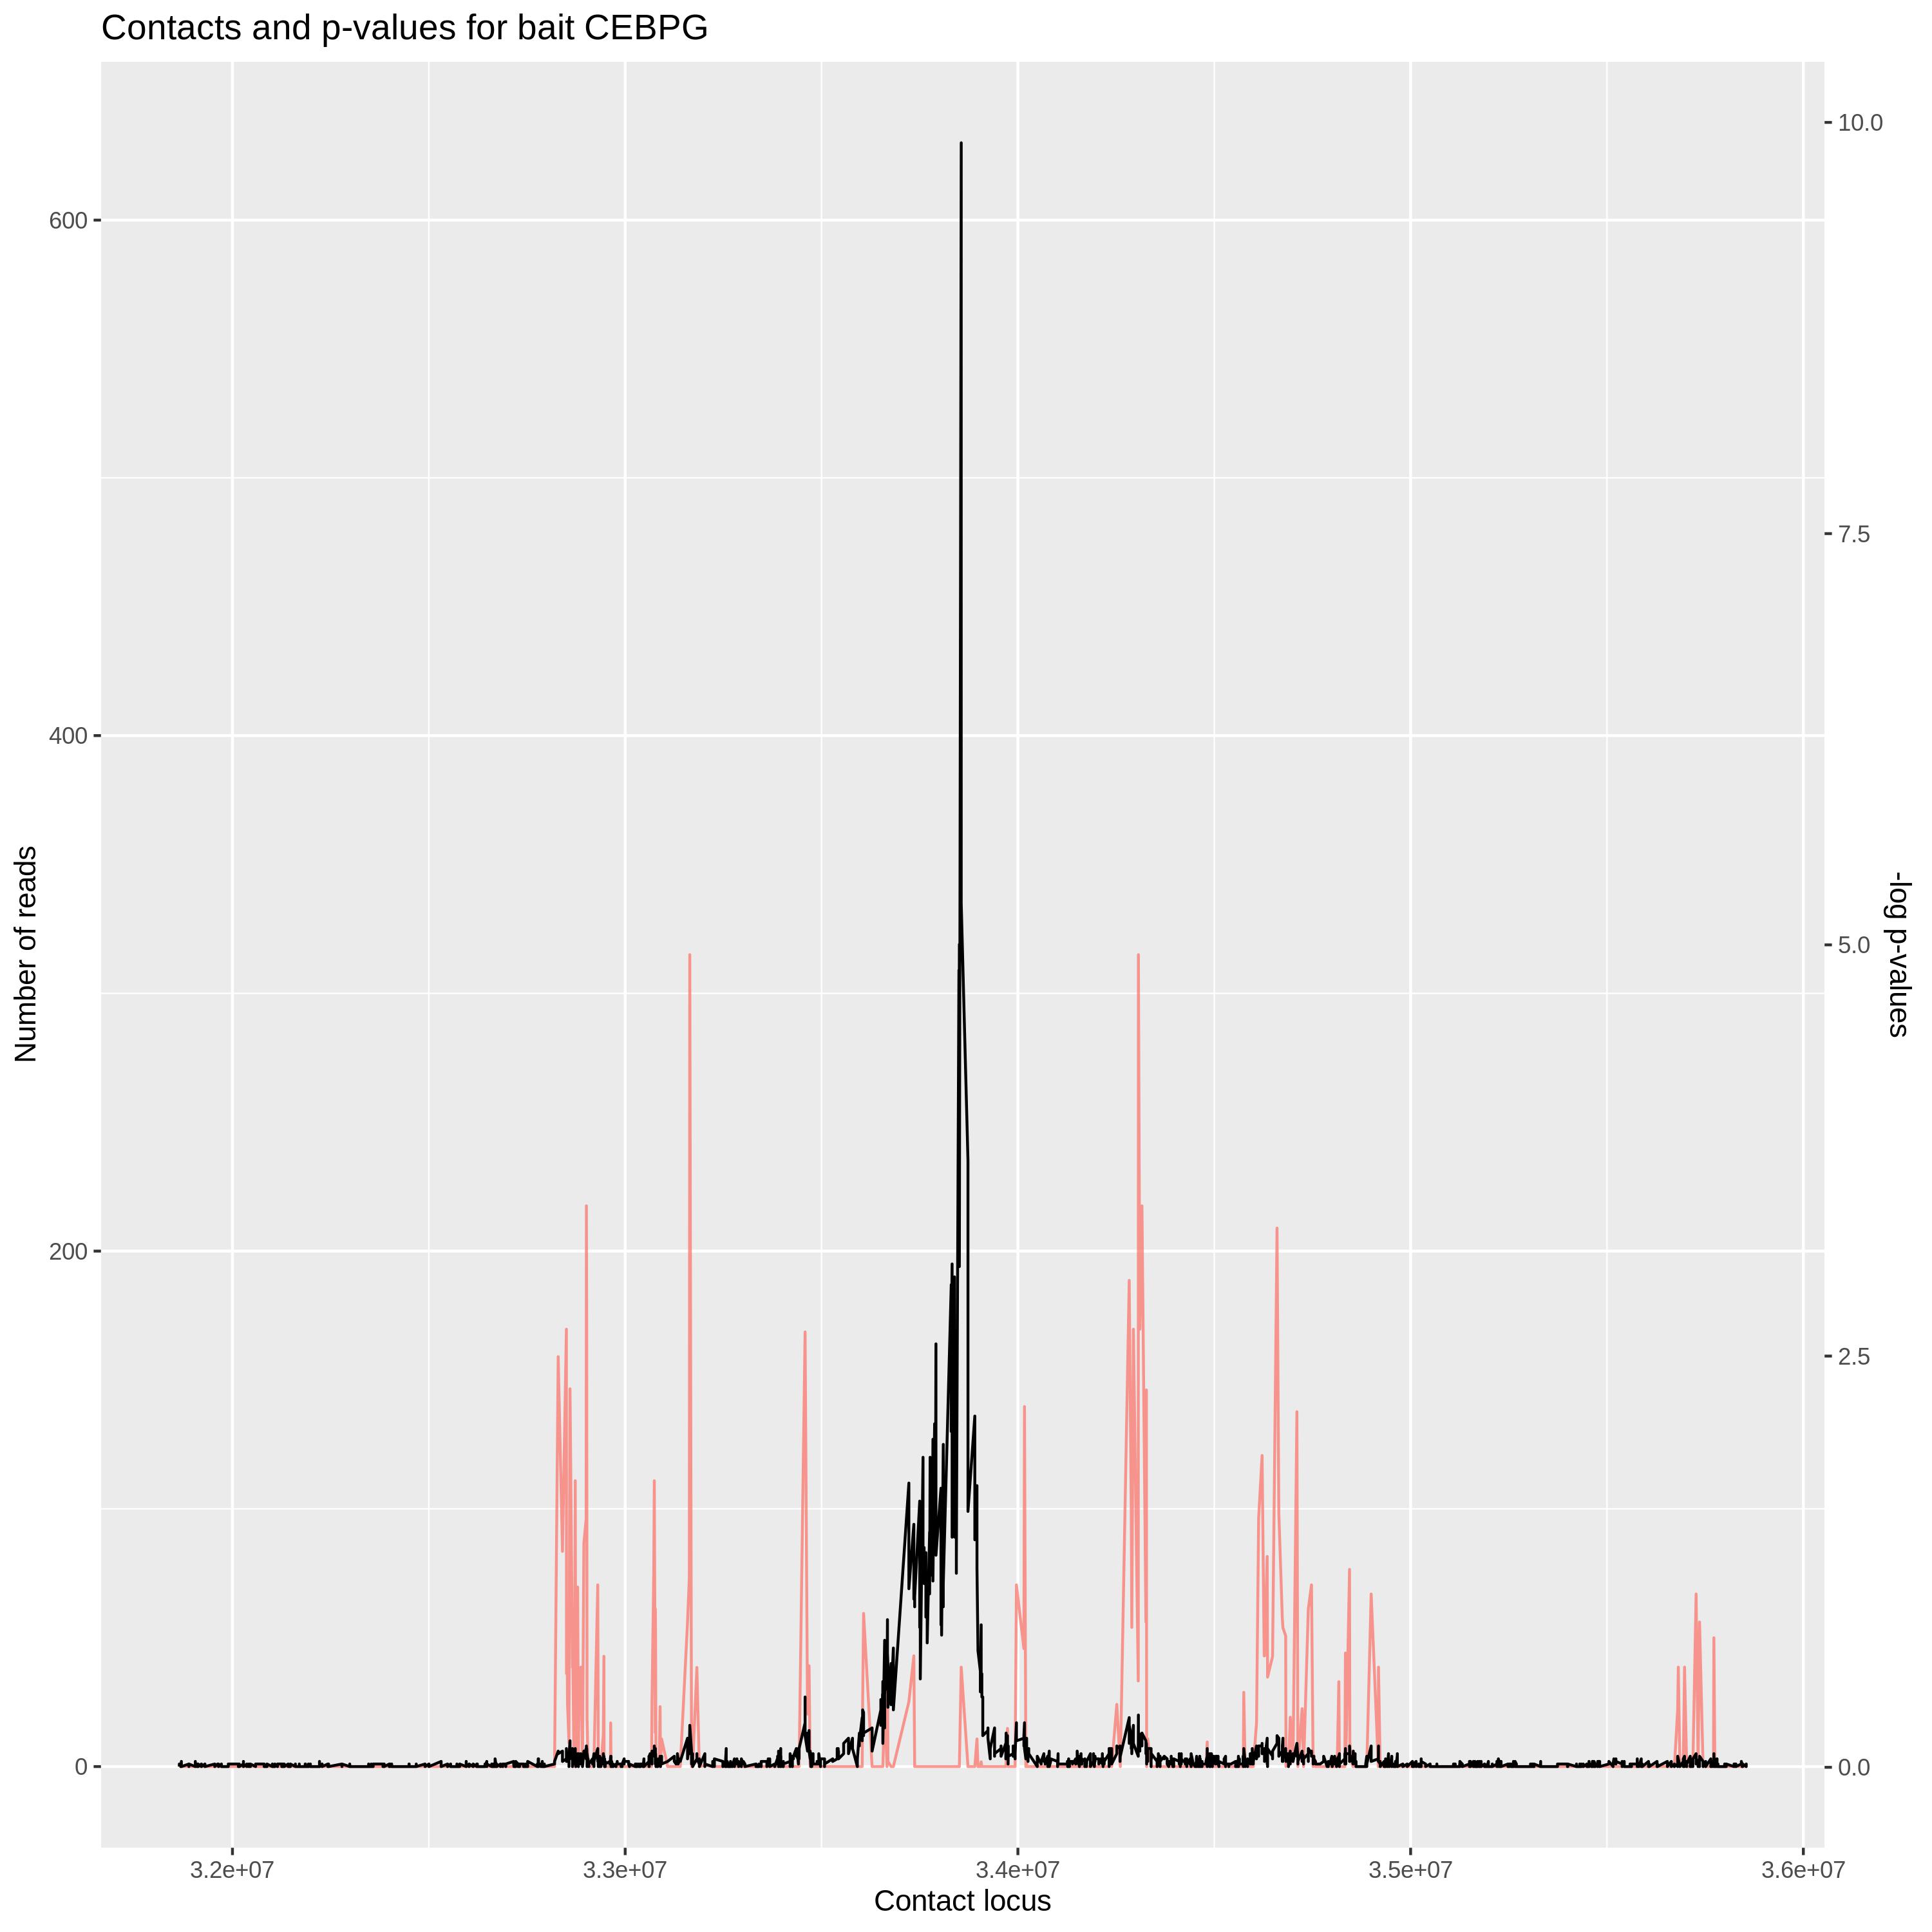 Contacts and p-values for bait CEBPG
600
400
200
0
Number of reads
10.0
7.5
5.0
2.5
0.0
-log p-values
3.2e+07 3.3e+07 3.4e+07 3.5e+07 3.6e+07
Contact locus